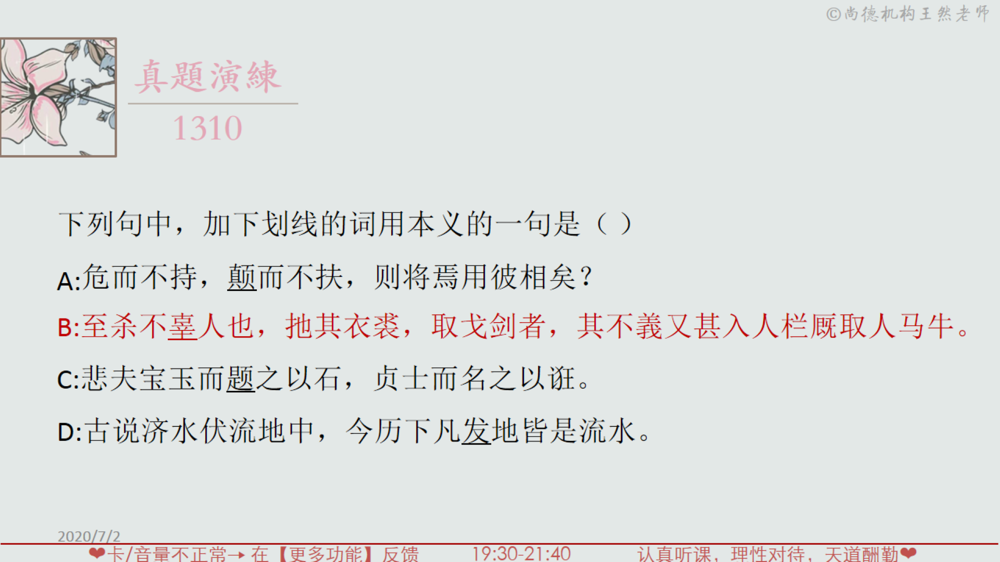 ©尚德机构王然老师
真題演練
1310
下列句中，加下划线的词用本义的一句是（ ）
A:危而不持，颠而不扶，则将焉用彼相矣？
B:至杀不辜人也，扡其衣裘，取戈剑者，其不義又甚入人栏厩取人马牛。
C:悲夫宝玉而题之以石，贞士而名之以诳。
D:古说济水伏流地中，今历下凡发地皆是流水。
2020/7/2
❤卡/音量不正常→ 在【更多功能】反馈 19:30-21:40 认真听课，理性对待，天道酬勤❤